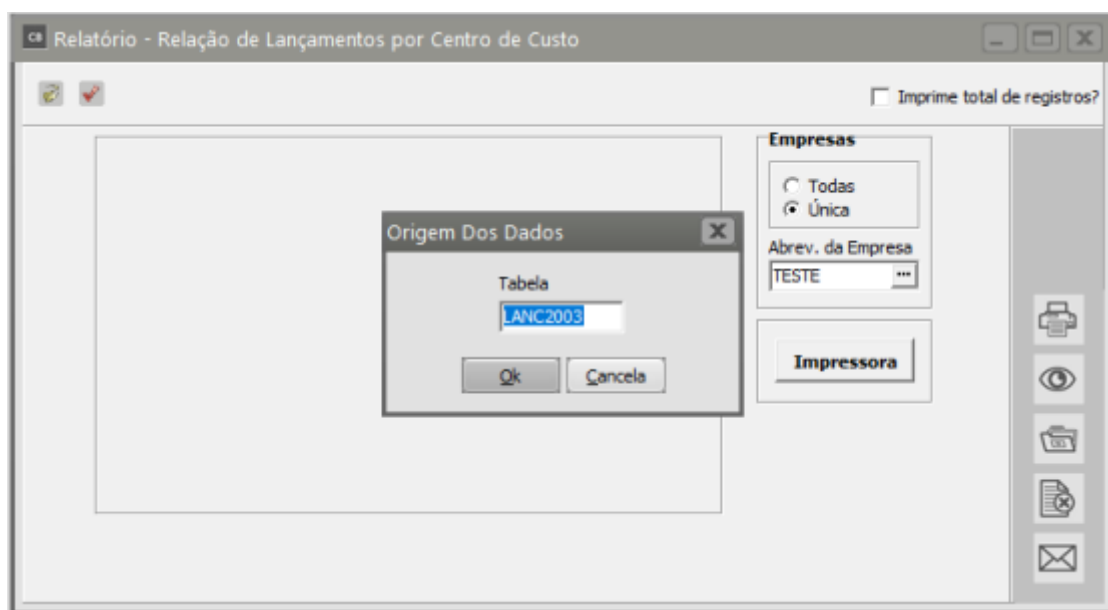 CB Relatório - Relação de Lançamentos por Centro de Custo
Imprime total de registros?
Empresas
Todas
Única
Abrev. da Empresa
TESTE ...
Impressora
Origem Dos Dados
Tabela
LANC2003
Ok Cancela